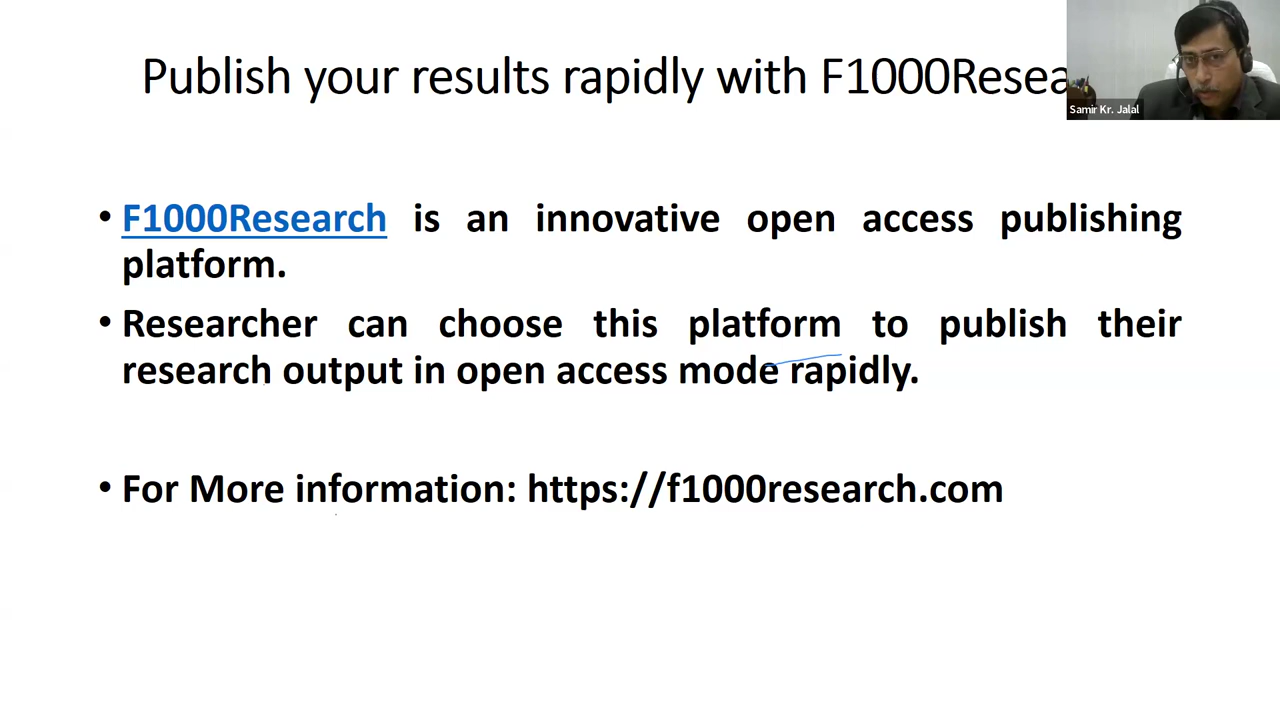 Publish your results rapidly with F1000Resea
Samir Kr. Jalal
• F1000Research is an innovative open access publishing
platform.
• Researcher can choose this platform to publish their
research output in open access mode rapidly.
• For More information: https://f1000research.com